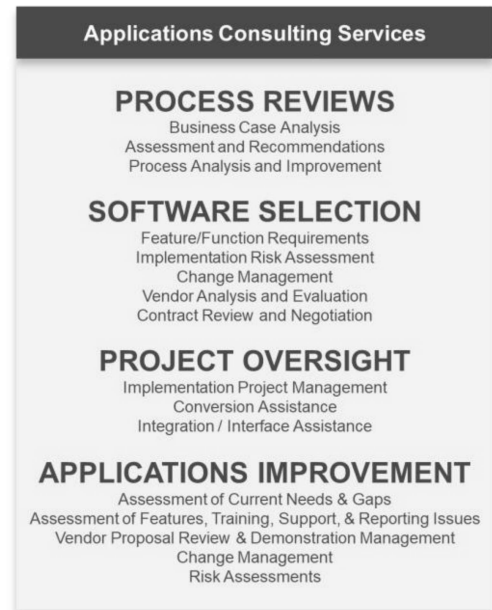 Applications Consulting Services
PROCESS REVIEWS
Business Case Analysis
Assessment and Recommendations
Process Analysis and Improvement
SOFTWARE SELECTION
Feature/Function Requirements
Implementation Risk Assessment
Change Management
Vendor Analysis and Evaluation
Contract Review and Negotiation
PROJECT OVERSIGHT
Implementation Project Management
Conversion Assistance
Integration / Interface Assistance
APPLICATIONS IMPROVEMENT
Assessment of Current Needs & Gaps
Assessment of Features, Training, Support, & Reporting Issues
Vendor Proposal Review & Demonstration Management
Change Management
Risk Assessments